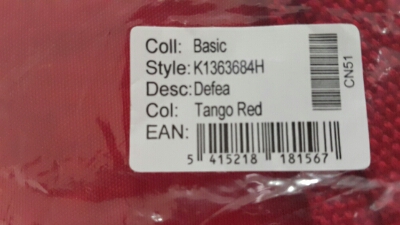 Coll: Basic
Style: K1363684H
Desc: Defea
Col: Tango Red
EAN:
5 415218 181567
CN51